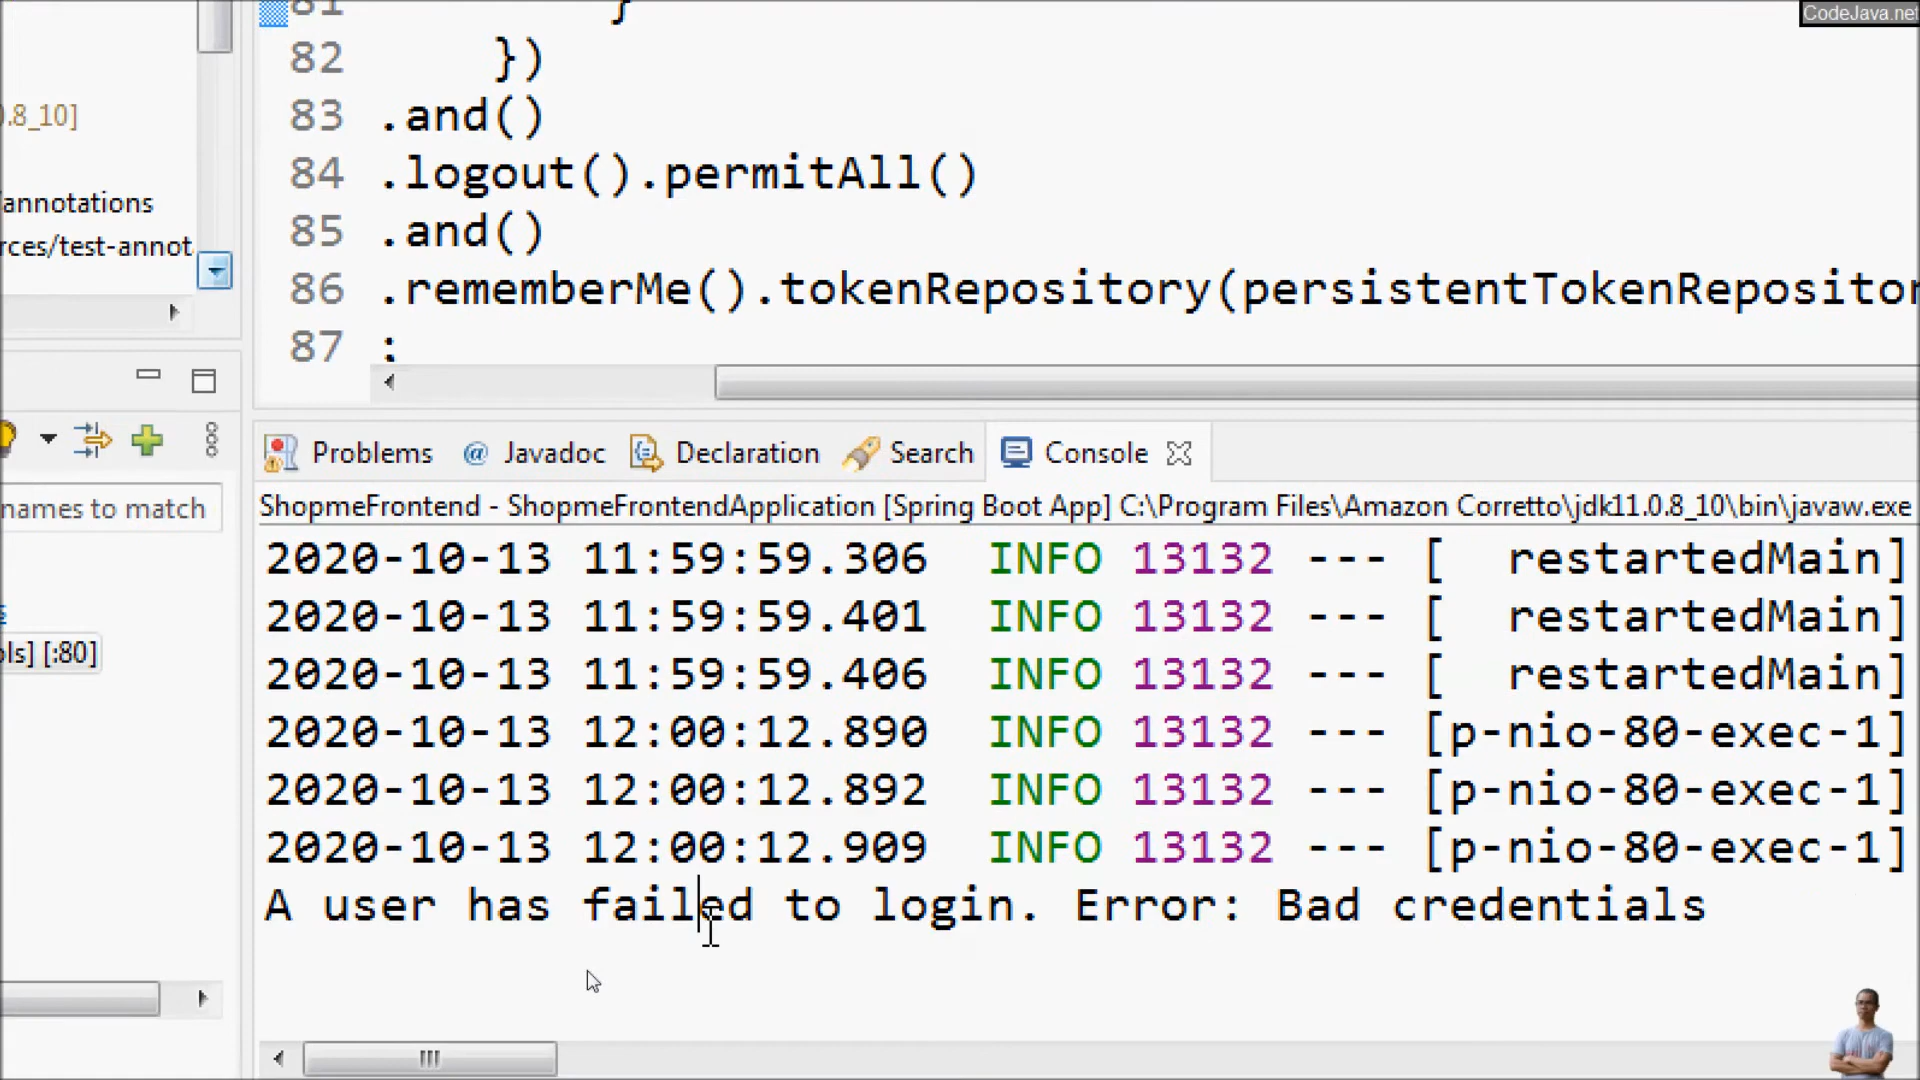 CodeJava.net
81 }
82 })
83 .and()
84 .logout().permitAll()
85 .and()
86 .rememberMe().tokenRepository(persistentTokenRepositor
87 ;
.0.8_10]
annotations
rces/test-annot
names to match
ols] [:80]
Problems @ Javadoc Declaration Search Console
ShopmeFrontend - ShopmeFrontendApplication [Spring Boot App] C:\Program Files\Amazon Corretto\jdk11.0.8_10\bin\javaw.exe
2020-10-13 11:59:59.306 INFO 13132 --- [ restartedMain]
2020-10-13 11:59:59.401 INFO 13132 --- [ restartedMain]
2020-10-13 11:59:59.406 INFO 13132 --- [ restartedMain]
2020-10-13 12:00:12.890 INFO 13132 --- [p-nio-80-exec-1]
2020-10-13 12:00:12.892 INFO 13132 --- [p-nio-80-exec-1]
2020-10-13 12:00:12.909 INFO 13132 --- [p-nio-80-exec-1]
A user has failed to login. Error: Bad credentials